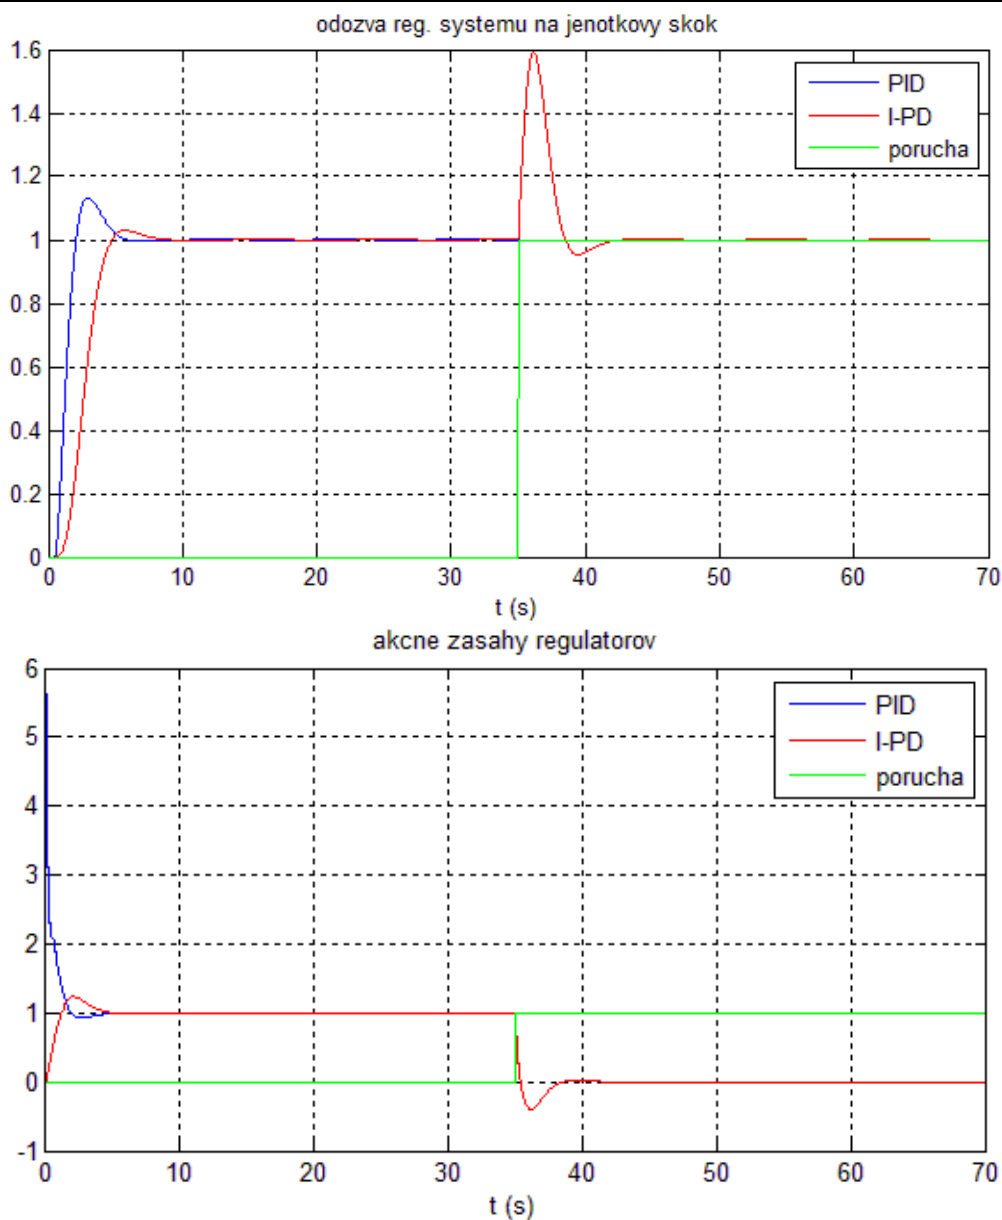 odozva reg. systemu na jenotkovy skok
1.6
1.4
1.2
1
0.8
0.6
0.4
0.2
0
PID
I-PD
porucha
0 10 20 30 40 50 60 70
t (s)
akcne zasahy regulatorov
6
5
4
3
2
1
0
-1
PID
I-PD
porucha
0 10 20 30 40 50 60 70
t (s)